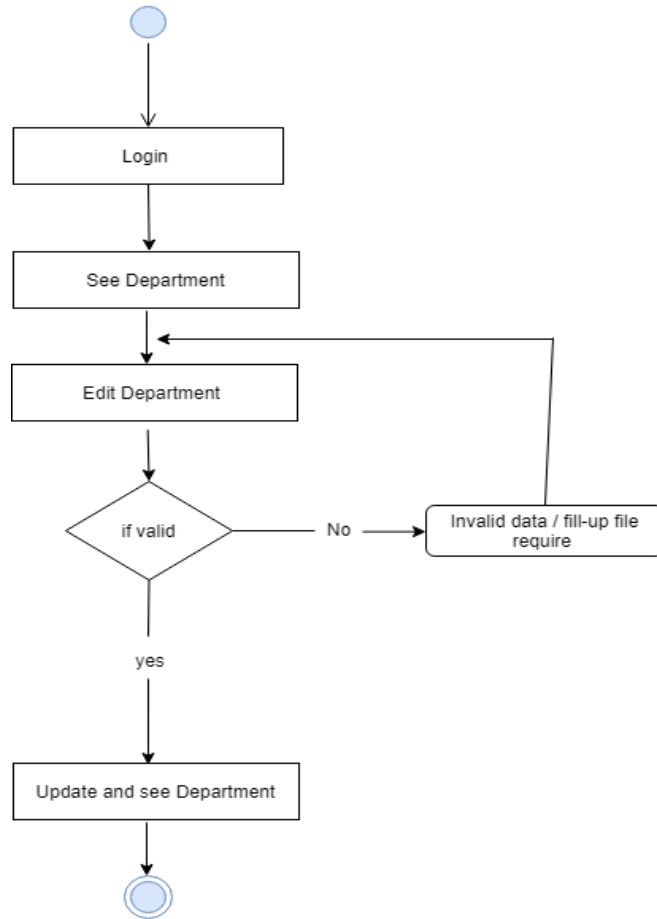 Login
See Department
Edit Department
if valid
No
Invalid data / fill-up file
require
yes
Update and see Department